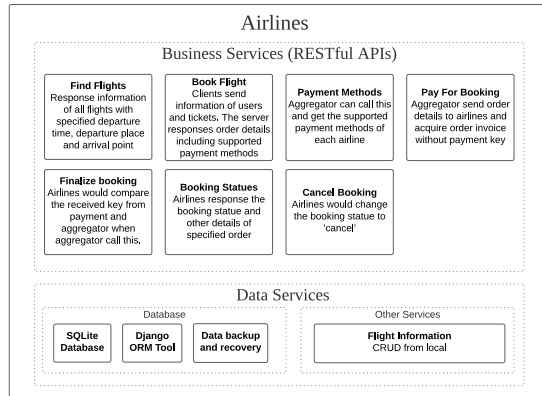 Airlines
Business Services (RESTful APIs)
Find Flights
Response information
of all flights with
specified departure
time, departure place
and arrival point
Book Flight
Clients send
information of users
and tickets. The server
responses order details
including supported
payment methods
Payment Methods
Aggregator can call this
and get the supported
payment methods of
each airline
Pay For Booking
Aggregator send order
details to airlines and
acquire order invoice
without payment key
Finalize booking
Airlines would compare
the received key from
payment and
aggregator when
aggregator call this.
Booking Statues
Airlines response the
booking statue and
other details of
specified order
Cancel Booking
Airlines would change
the booking statue to
'cancel'
Data Services
Database
SQLite
Database
Django
ORM Tool
Data backup
and recovery
Other Services
Flight Information
CRUD from local